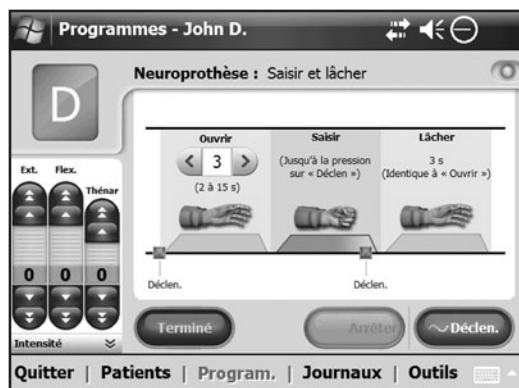 Programmes - John D.
Neuroprothèse : Saisir et lâcher
D
Ouvrir
3
(2 à 15 s)
Saisir
(Jusqu'à la pression
sur « Déclen »)
Lâcher
3 s
(Identique à « Ouvrir »)
Ext. Flex. Thénar
0 0 0
Déclen. Déclen.
Intensité
Terminé Arrêter Déclen.
Quitter | Patients | Program. | Journaux | Outils